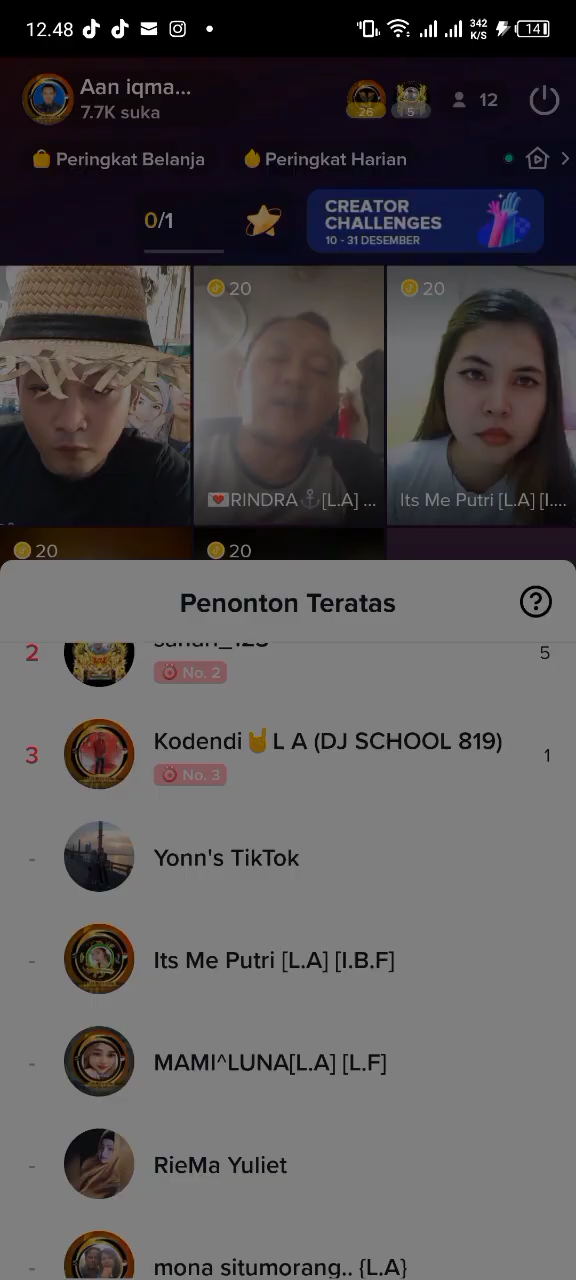 12.48
342
K/S
14
Aan iqma...
7.7K suka
26
5
12
Peringkat Belanja
Peringkat Harian
0/1
CREATOR
CHALLENGES
10 - 31 DESEMBER
20
20
RINDRA⚓[L.A] ...
Its Me Putri [L.A] [I....
20
20
Penonton Teratas
2
5
No. 2
3
Kodendi🤘L A (DJ SCHOOL 819)
1
No. 3
- Yonn's TikTok
- Its Me Putri [L.A] [I.B.F]
- MAMI^LUNA[L.A] [L.F]
- RieMa Yuliet
- mona situmorang.. {L.A}